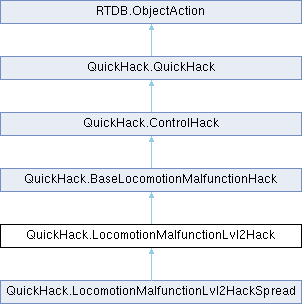 RTDB.ObjectAction
QuickHack.QuickHack
QuickHack.ControlHack
QuickHack.BaseLocomotionMalfunctionHack
QuickHack.LocomotionMalfunctionLvl2Hack
QuickHack.LocomotionMalfunctionLvl2HackSpread